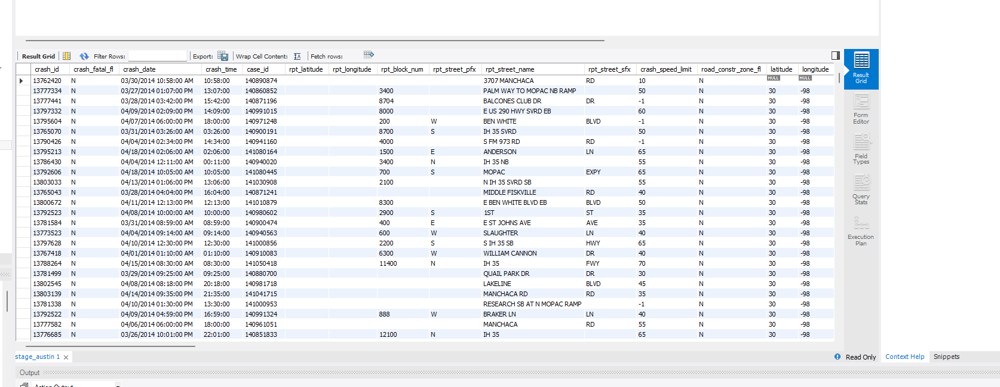 Result Grid Filter Rows: Export: Wrap Cell Content: Fetch rows:
crash_id crash_fatal_fl crash_date crash_time case_id rpt_latitude rpt_longitude rpt_block_num rpt_street_pfx rpt_street_name rpt_street_sfx crash_speed_limit road_constr_zone_fl latitude longitude
13762420 N 03/30/2014 10:58:00 AM 10:58:00 140890874 3707 MANCHACA RD 10 N NULL NULL
13777334 N 03/27/2014 01:07:00 PM 13:07:00 140860852 3400 PALM WAY TO MOPAC NB RAMP 50 N 30 -98
13777441 N 03/28/2014 03:42:00 PM 15:42:00 140871196 8704 BALCONES CLUB DR DR -1 N 30 -98
13797332 N 04/09/2014 02:09:00 PM 14:09:00 140991015 8000 E US 290 HWY SVRD EB 60 N 30 -98
13795604 N 04/07/2014 06:00:00 PM 18:00:00 140971248 200 W BEN WHITE BLVD -1 N 30 -98
13765070 N 03/31/2014 03:26:00 AM 03:26:00 140900191 8700 S IH 35 SVRD 50 N 30 -98
13790426 N 04/04/2014 02:34:00 PM 14:34:00 140941160 4000 S FM 973 RD RD -1 N 30 -98
13795213 N 04/18/2014 02:06:00 AM 02:06:00 141080164 1500 E ANDERSON LN 65 N 30 -98
13786430 N 04/04/2014 12:11:00 AM 00:11:00 140940020 3400 N IH 35 NB 55 N 30 -98
13792606 N 04/18/2014 10:05:00 AM 10:05:00 141080445 700 S MOPAC EXPY 65 N 30 -98
13803033 N 04/13/2014 01:06:00 PM 13:06:00 141030908 2100 N IH 35 SVRD SB 55 N 30 -98
13765043 N 03/28/2014 04:04:00 PM 16:04:00 140871241 MIDDLE FISKVILLE RD 40 N 30 -98
13800672 N 04/11/2014 12:13:00 PM 12:13:00 141010879 8300 E BEN WHITE BLVD EB BLVD 50 N 30 -98
13792523 N 04/08/2014 10:00:00 AM 10:00:00 140980602 2900 S 1ST ST 35 N 30 -98
13781584 N 03/31/2014 08:59:00 AM 08:59:00 140900474 400 E E ST JOHNS AVE AVE 35 N 30 -98
13773523 N 04/04/2014 09:14:00 AM 09:14:00 140940563 600 W SLAUGHTER LN 40 N 30 -98
13797628 N 04/10/2014 12:30:00 PM 12:30:00 141000856 2200 S S IH 35 SB HWY 65 N 30 -98
13767418 N 04/01/2014 01:10:00 AM 01:10:00 140910083 6300 W WILLIAM CANNON DR 40 N 30 -98
13788264 N 04/15/2014 08:30:00 AM 08:30:00 141050418 11400 N IH 35 FWY 70 N 30 -98
13781499 N 03/29/2014 09:25:00 AM 09:25:00 140880700 QUAIL PARK DR DR 30 N 30 -98
13802545 N 04/08/2014 08:18:00 PM 20:18:00 140981718 LAKELINE BLVD 45 N 30 -98
13803139 N 04/14/2014 09:35:00 PM 21:35:00 141041715 MANCHACA RD RD 35 N 30 -98
13781338 N 04/10/2014 01:30:00 PM 13:30:00 141000953 RESEARCH SB AT N MOPAC RAMP -1 N 30 -98
13792522 N 04/09/2014 04:59:00 PM 16:59:00 140991324 888 W BRAKER LN LN 40 N 30 -98
13777582 N 04/06/2014 06:00:00 PM 18:00:00 140961051 MANCHACA RD 55 N 30 -98
13776685 N 03/26/2014 10:01:00 PM 22:01:00 140851833 12100 N IH 35 65 N 30 -98
Result
Grid
Form
Editor
Field
Types
Query
Stats
Execution
Plan
stage_austin 1 Read Only Context Help Snippets
Output
Action Output